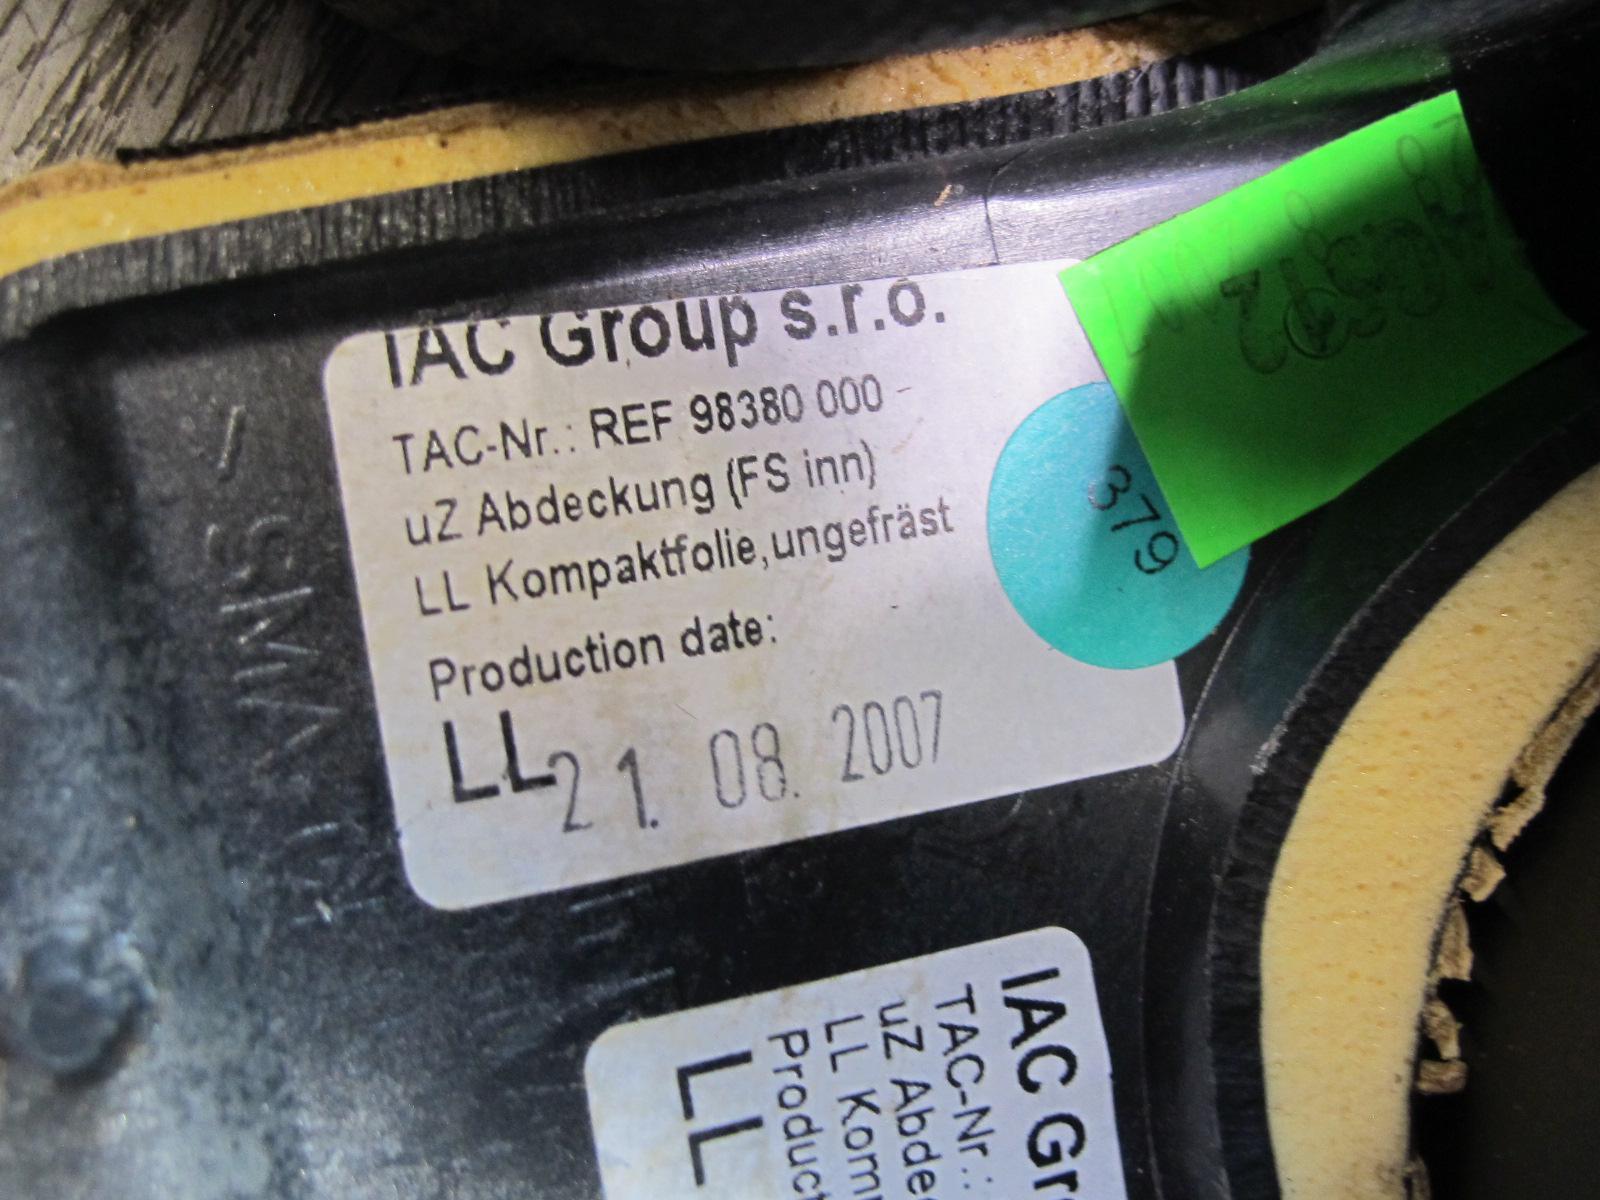 IAC Group s.r.o.
TAC-Nr.: REF 98380 000 -
uZ Abdeckung (FS inn)
LL Kompaktfolie,ungefräst
Production date:
LL 21. 08. 2007
379
IAC Gr
TAC-Nr.:
uZ Abde
LL Kom
Product
LL